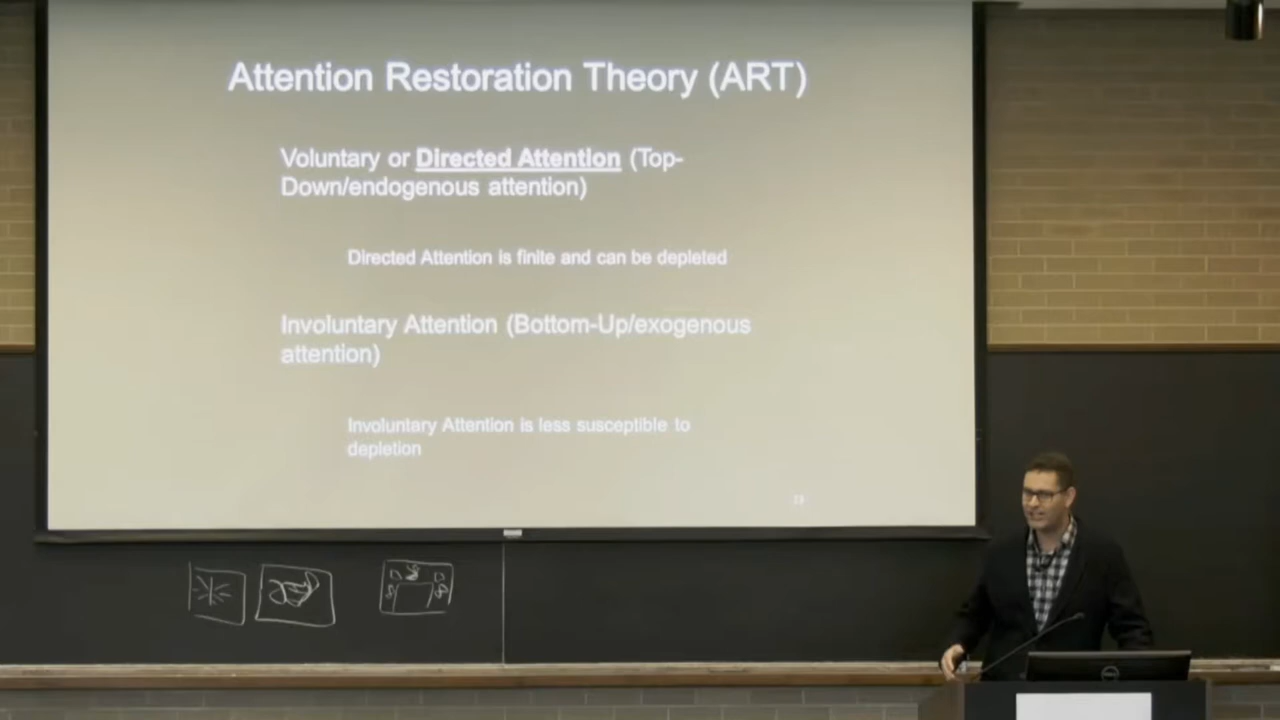 Attention Restoration Theory (ART)
Voluntary or Directed Attention (Top-
Down/endogenous attention)
Directed Attention is finite and can be depleted
Involuntary Attention (Bottom-Up/exogenous
attention)
Involuntary Attention is less susceptible to
depletion
DELL